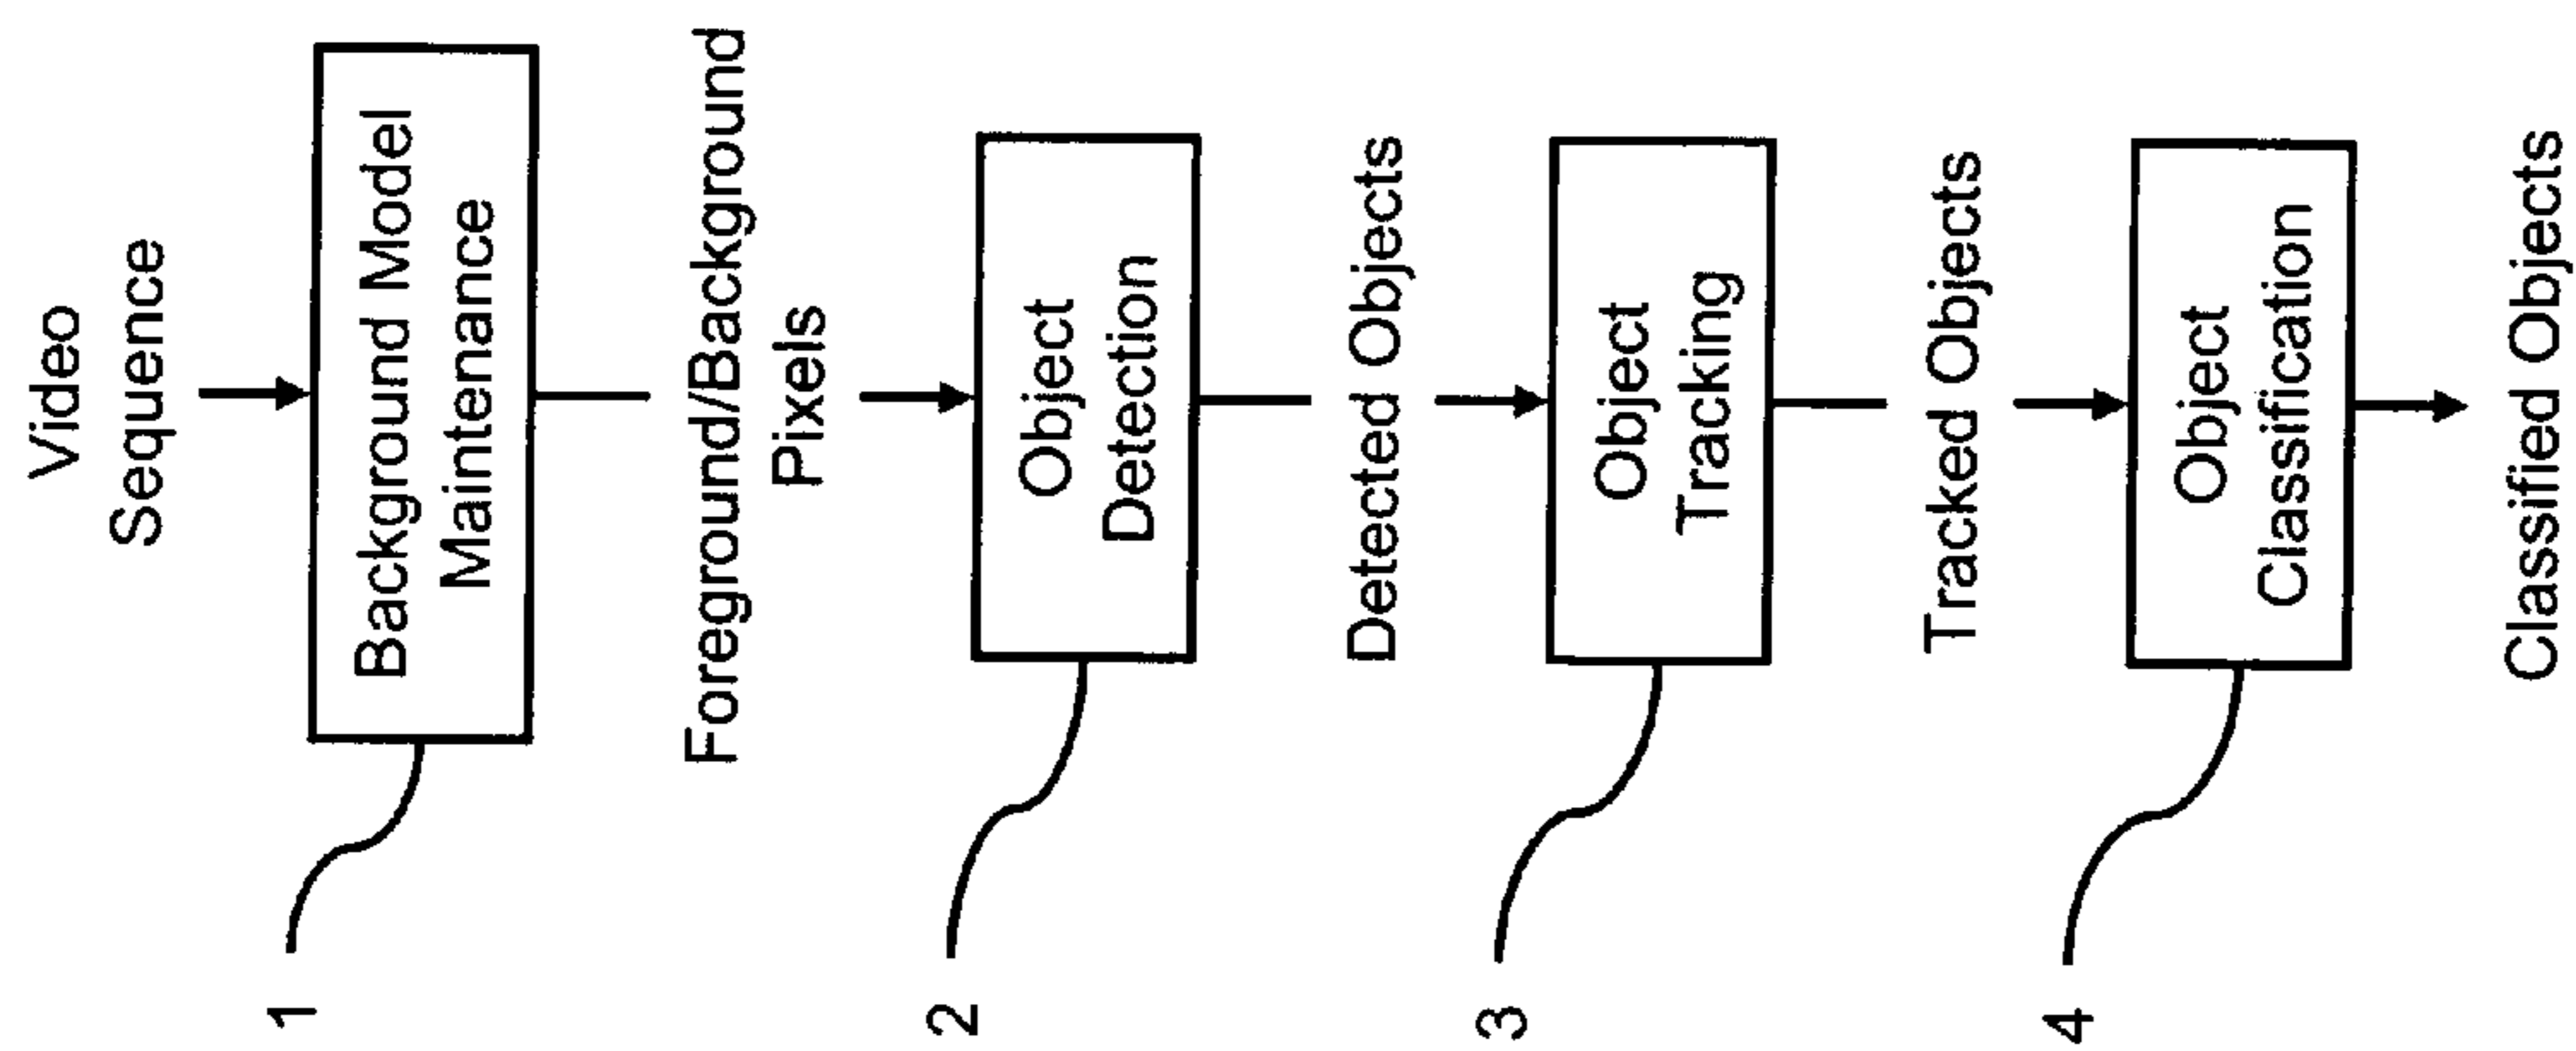 Video
Sequence
1
Background Model
Maintenance
Foreground/Background
Pixels
2
Object
Detection
Detected Objects
3
Object
Tracking
Tracked Objects
4
Object
Classification
Classified Objects